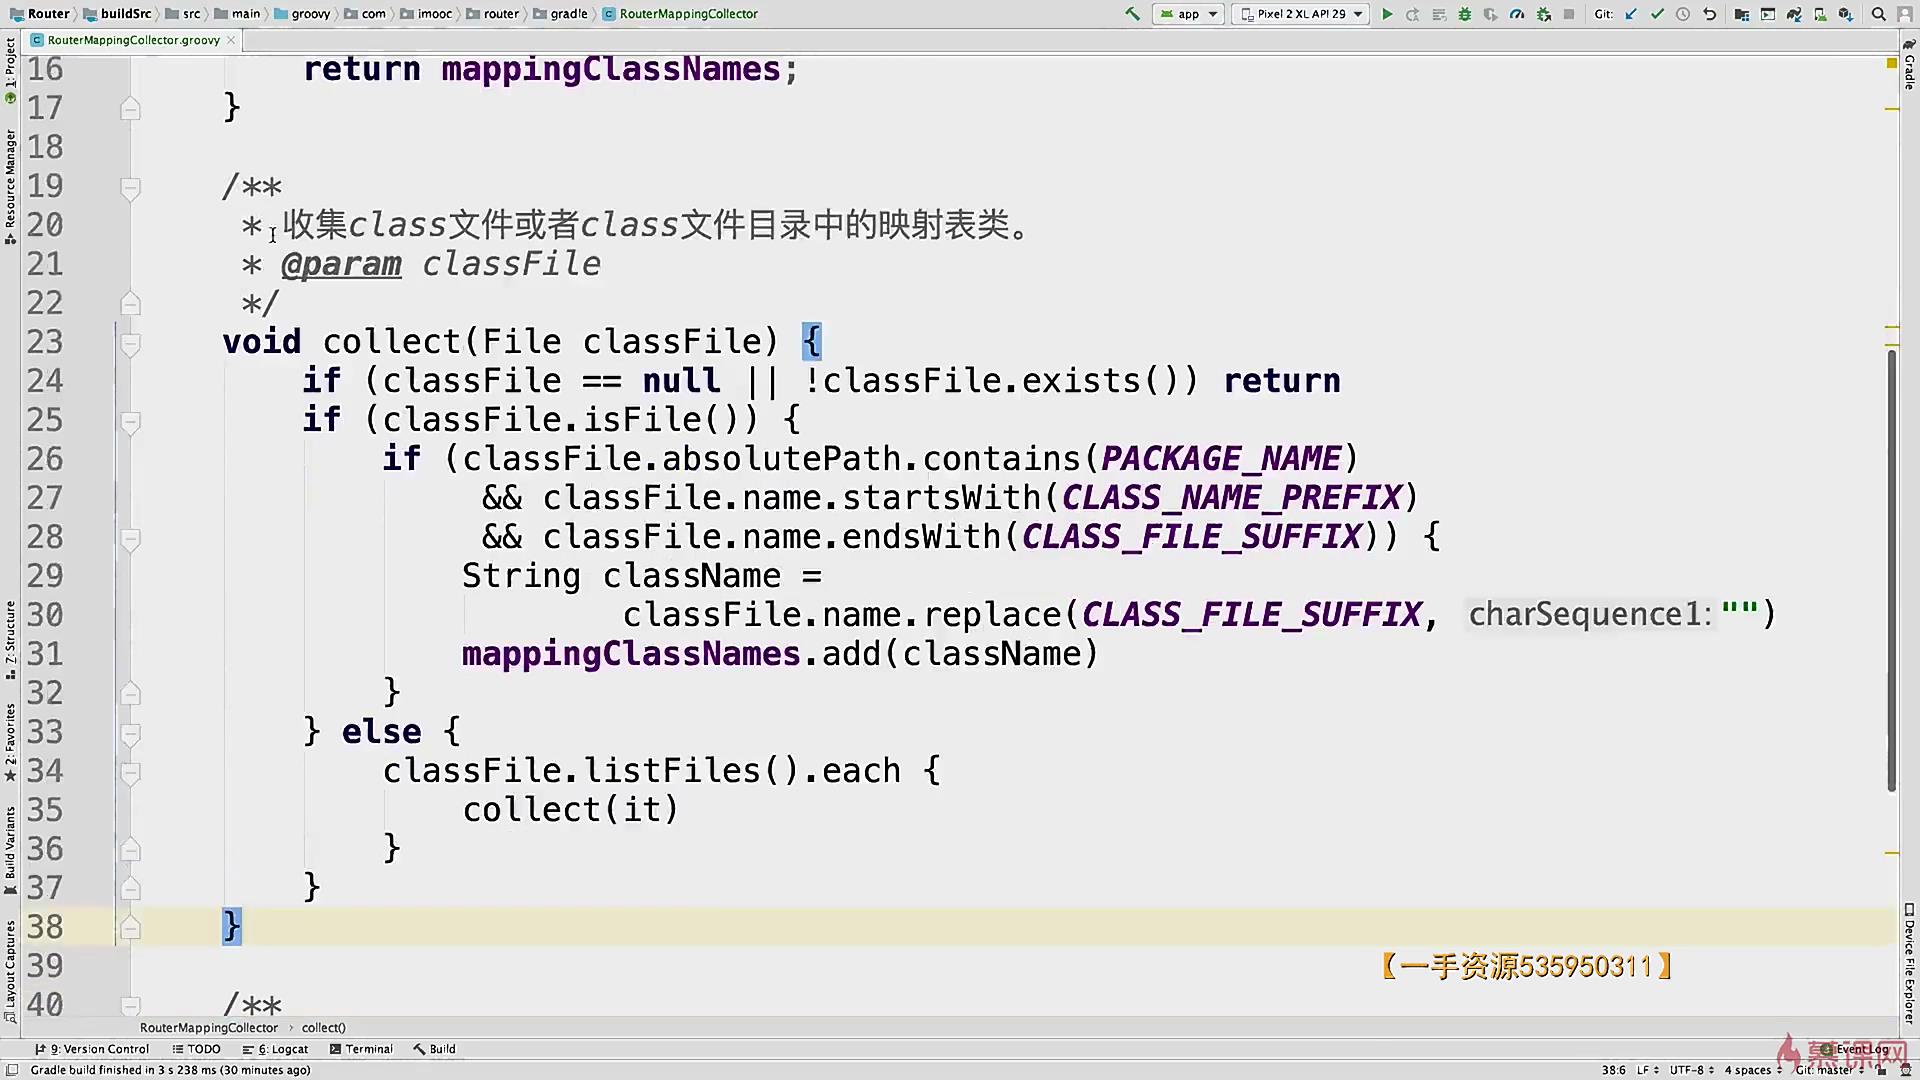 Router buildSrc src main groovy com imooc router gradle RouterMappingCollector app Pixel 2 XL API 29 Git:
RouterMappingCollector.groovy
1: Project
Resource Manager
Z: Structure
2: Favorites
Build Variants
Layout Captures
Gradle
Device File Explorer
16 return mappingClassNames;
17 }
18
19 /**
20 * 收集class文件或者class文件目录中的映射表类。
21 * @param classFile
22 */
23 void collect(File classFile) {
24 if (classFile == null || !classFile.exists()) return
25 if (classFile.isFile()) {
26 if (classFile.absolutePath.contains(PACKAGE_NAME)
27 && classFile.name.startsWith(CLASS_NAME_PREFIX)
28 && classFile.name.endsWith(CLASS_FILE_SUFFIX)) {
29 String className =
30 classFile.name.replace(CLASS_FILE_SUFFIX, charSequence1: "")
31 mappingClassNames.add(className)
32 }
33 } else {
34 classFile.listFiles().each {
35 collect(it)
36 }
37 }
38 }
39
【一手资源535950311】
40 /**
RouterMappingCollector › collect()
9: Version Control TODO 6: Logcat Terminal Build Event Log
慕课网
Gradle build finished in 3 s 238 ms (30 minutes ago) 38:6 LF UTF-8 4 spaces Git: master